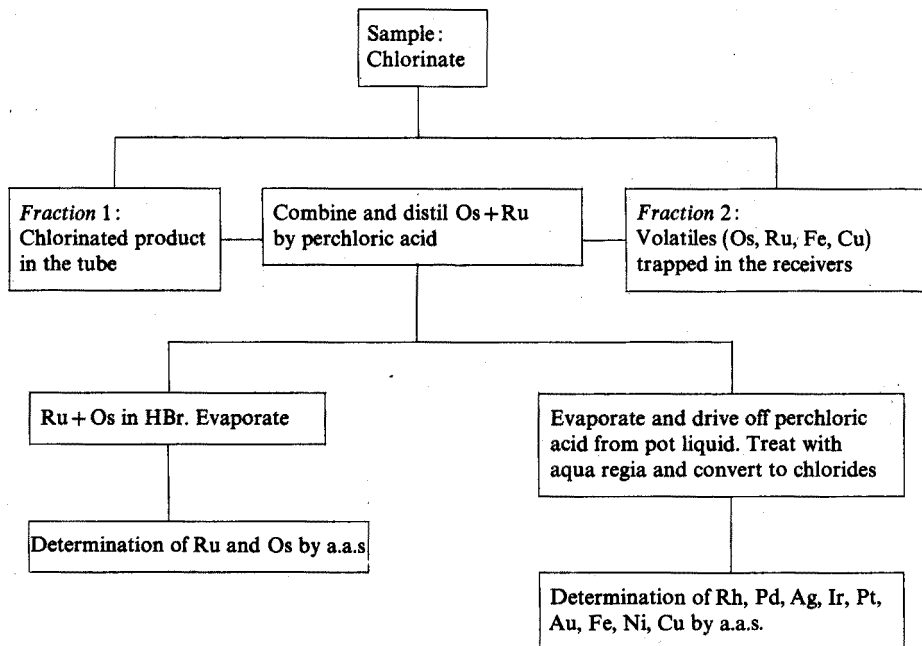 Sample:
Chlorinate
Fraction 1:
Chlorinated product
in the tube
Combine and distil Os+Ru
by perchloric acid
Fraction 2:
Volatiles (Os, Ru, Fe, Cu)
trapped in the receivers
Ru+Os in HBr. Evaporate
Evaporate and drive off perchloric
acid from pot liquid. Treat with
aqua regia and convert to chlorides
Determination of Ru and Os by a.a.s
Determination of Rh, Pd, Ag, Ir, Pt,
Au, Fe, Ni, Cu by a.a.s.